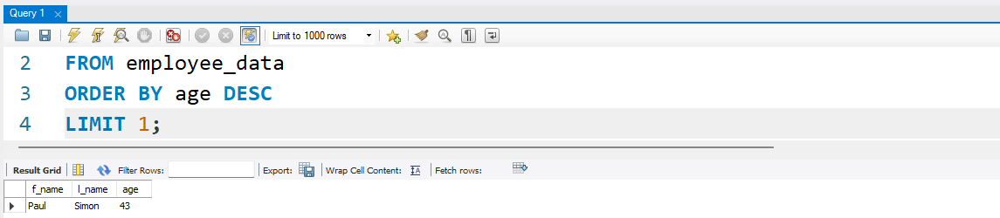 Query 1
Limit to 1000 rows
2 FROM employee_data
3 ORDER BY age DESC
4 LIMIT 1;
Result Grid Filter Rows: Export: Wrap Cell Content: Fetch rows:
f_name l_name age
Paul Simon 43